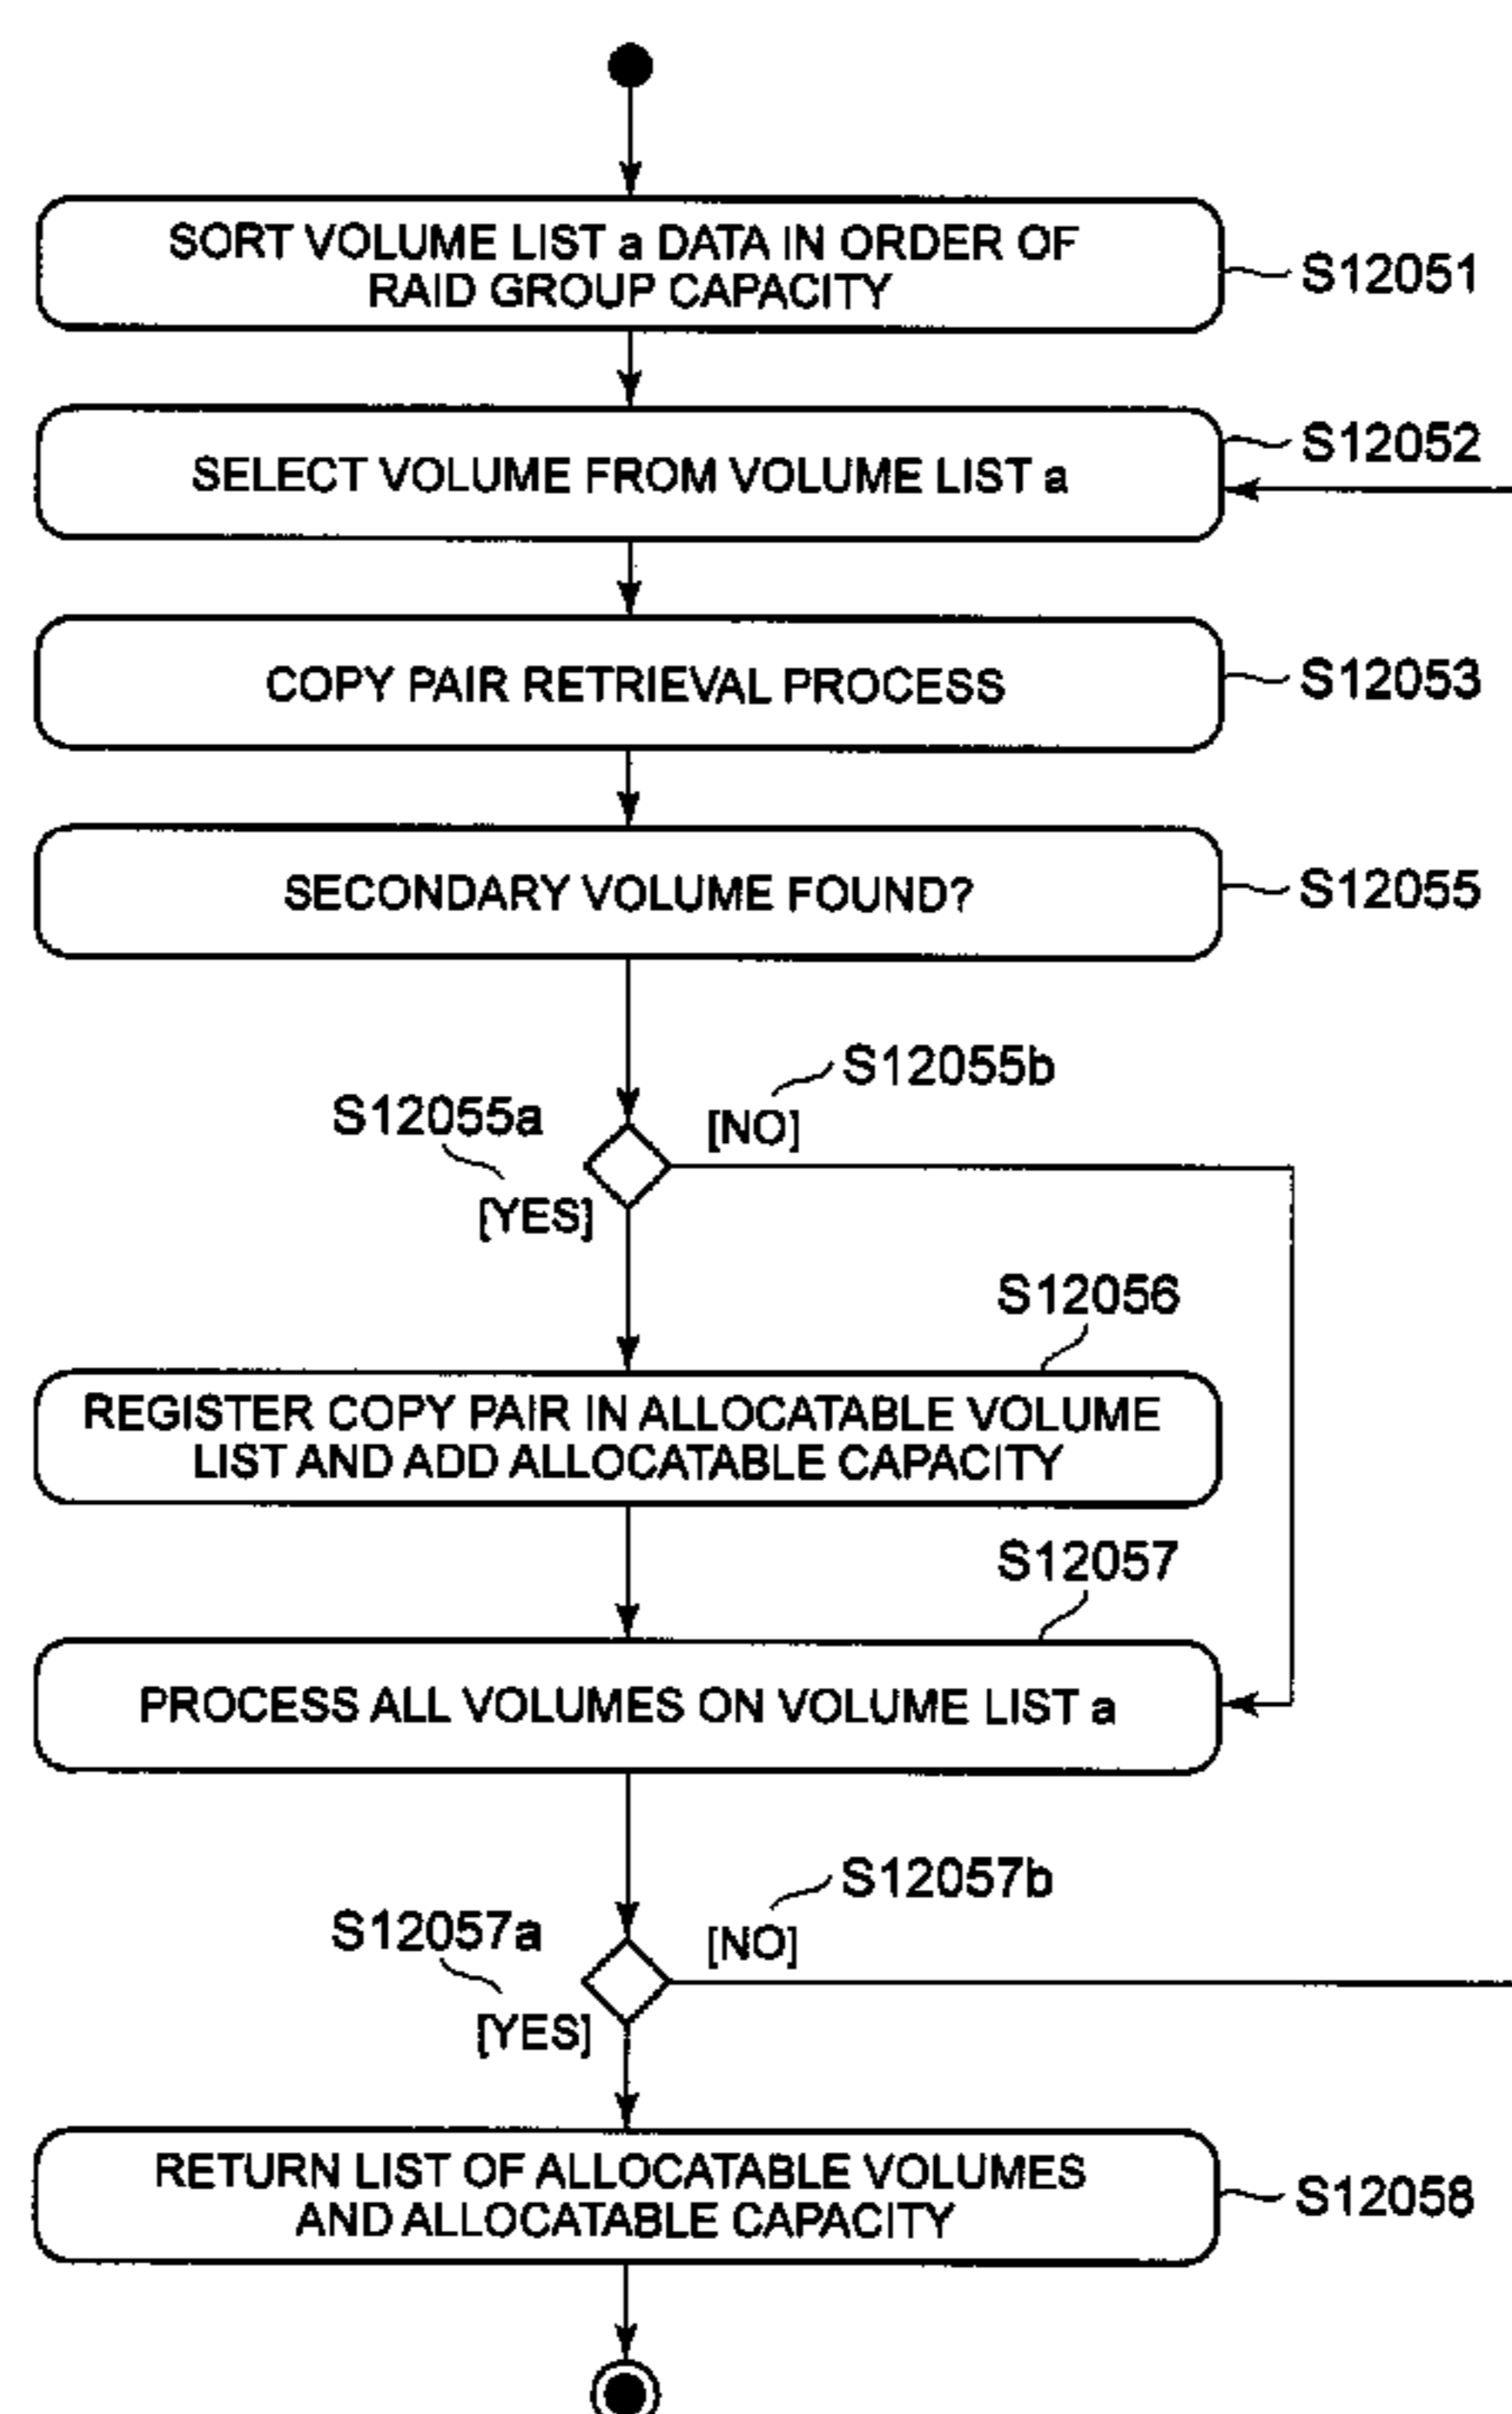 SORT VOLUME LIST a DATA IN ORDER OF
RAID GROUP CAPACITY
S12051
SELECT VOLUME FROM VOLUME LIST a
S12052
COPY PAIR RETRIEVAL PROCESS
S12053
SECONDARY VOLUME FOUND?
S12055
S12055b
S12055a
[NO]
[YES]
S12056
REGISTER COPY PAIR IN ALLOCATABLE VOLUME
LIST AND ADD ALLOCATABLE CAPACITY
S12057
PROCESS ALL VOLUMES ON VOLUME LIST a
S12057b
S12057a
[NO]
[YES]
RETURN LIST OF ALLOCATABLE VOLUMES
AND ALLOCATABLE CAPACITY
S12058